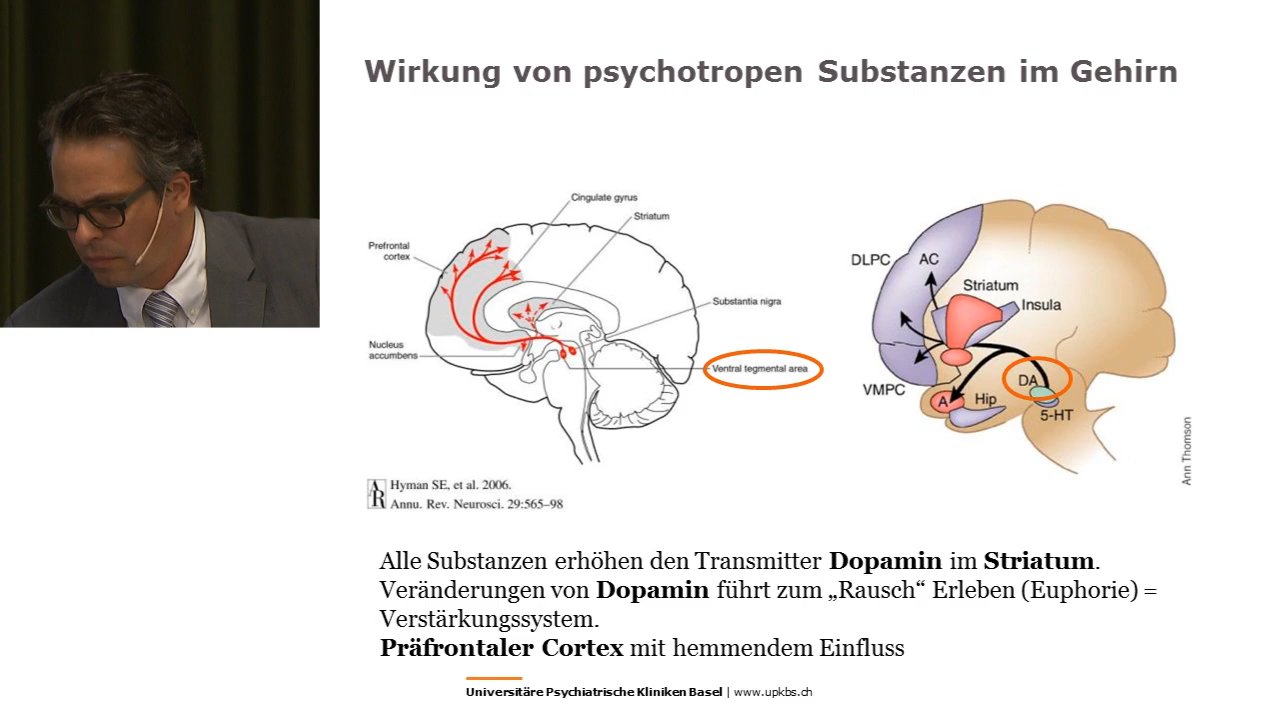 Wirkung von psychotropen Substanzen im Gehirn
Cingulate gyrus
Striatum
Prefrontal
cortex
Substantia nigra
Nucleus
accumbens
Ventral tegmental area
DLPC
AC
Striatum
Insula
VMPC
DA
A
Hip
5-HT
Ann Thomson
AR
Hyman SE, et al. 2006.
Annu. Rev. Neurosci. 29:565–98
Alle Substanzen erhöhen den Transmitter Dopamin im Striatum.
Veränderungen von Dopamin führt zum „Rausch“ Erleben (Euphorie) =
Verstärkungssystem.
Präfrontaler Cortex mit hemmendem Einfluss
Universitäre Psychiatrische Kliniken Basel | www.upkbs.ch